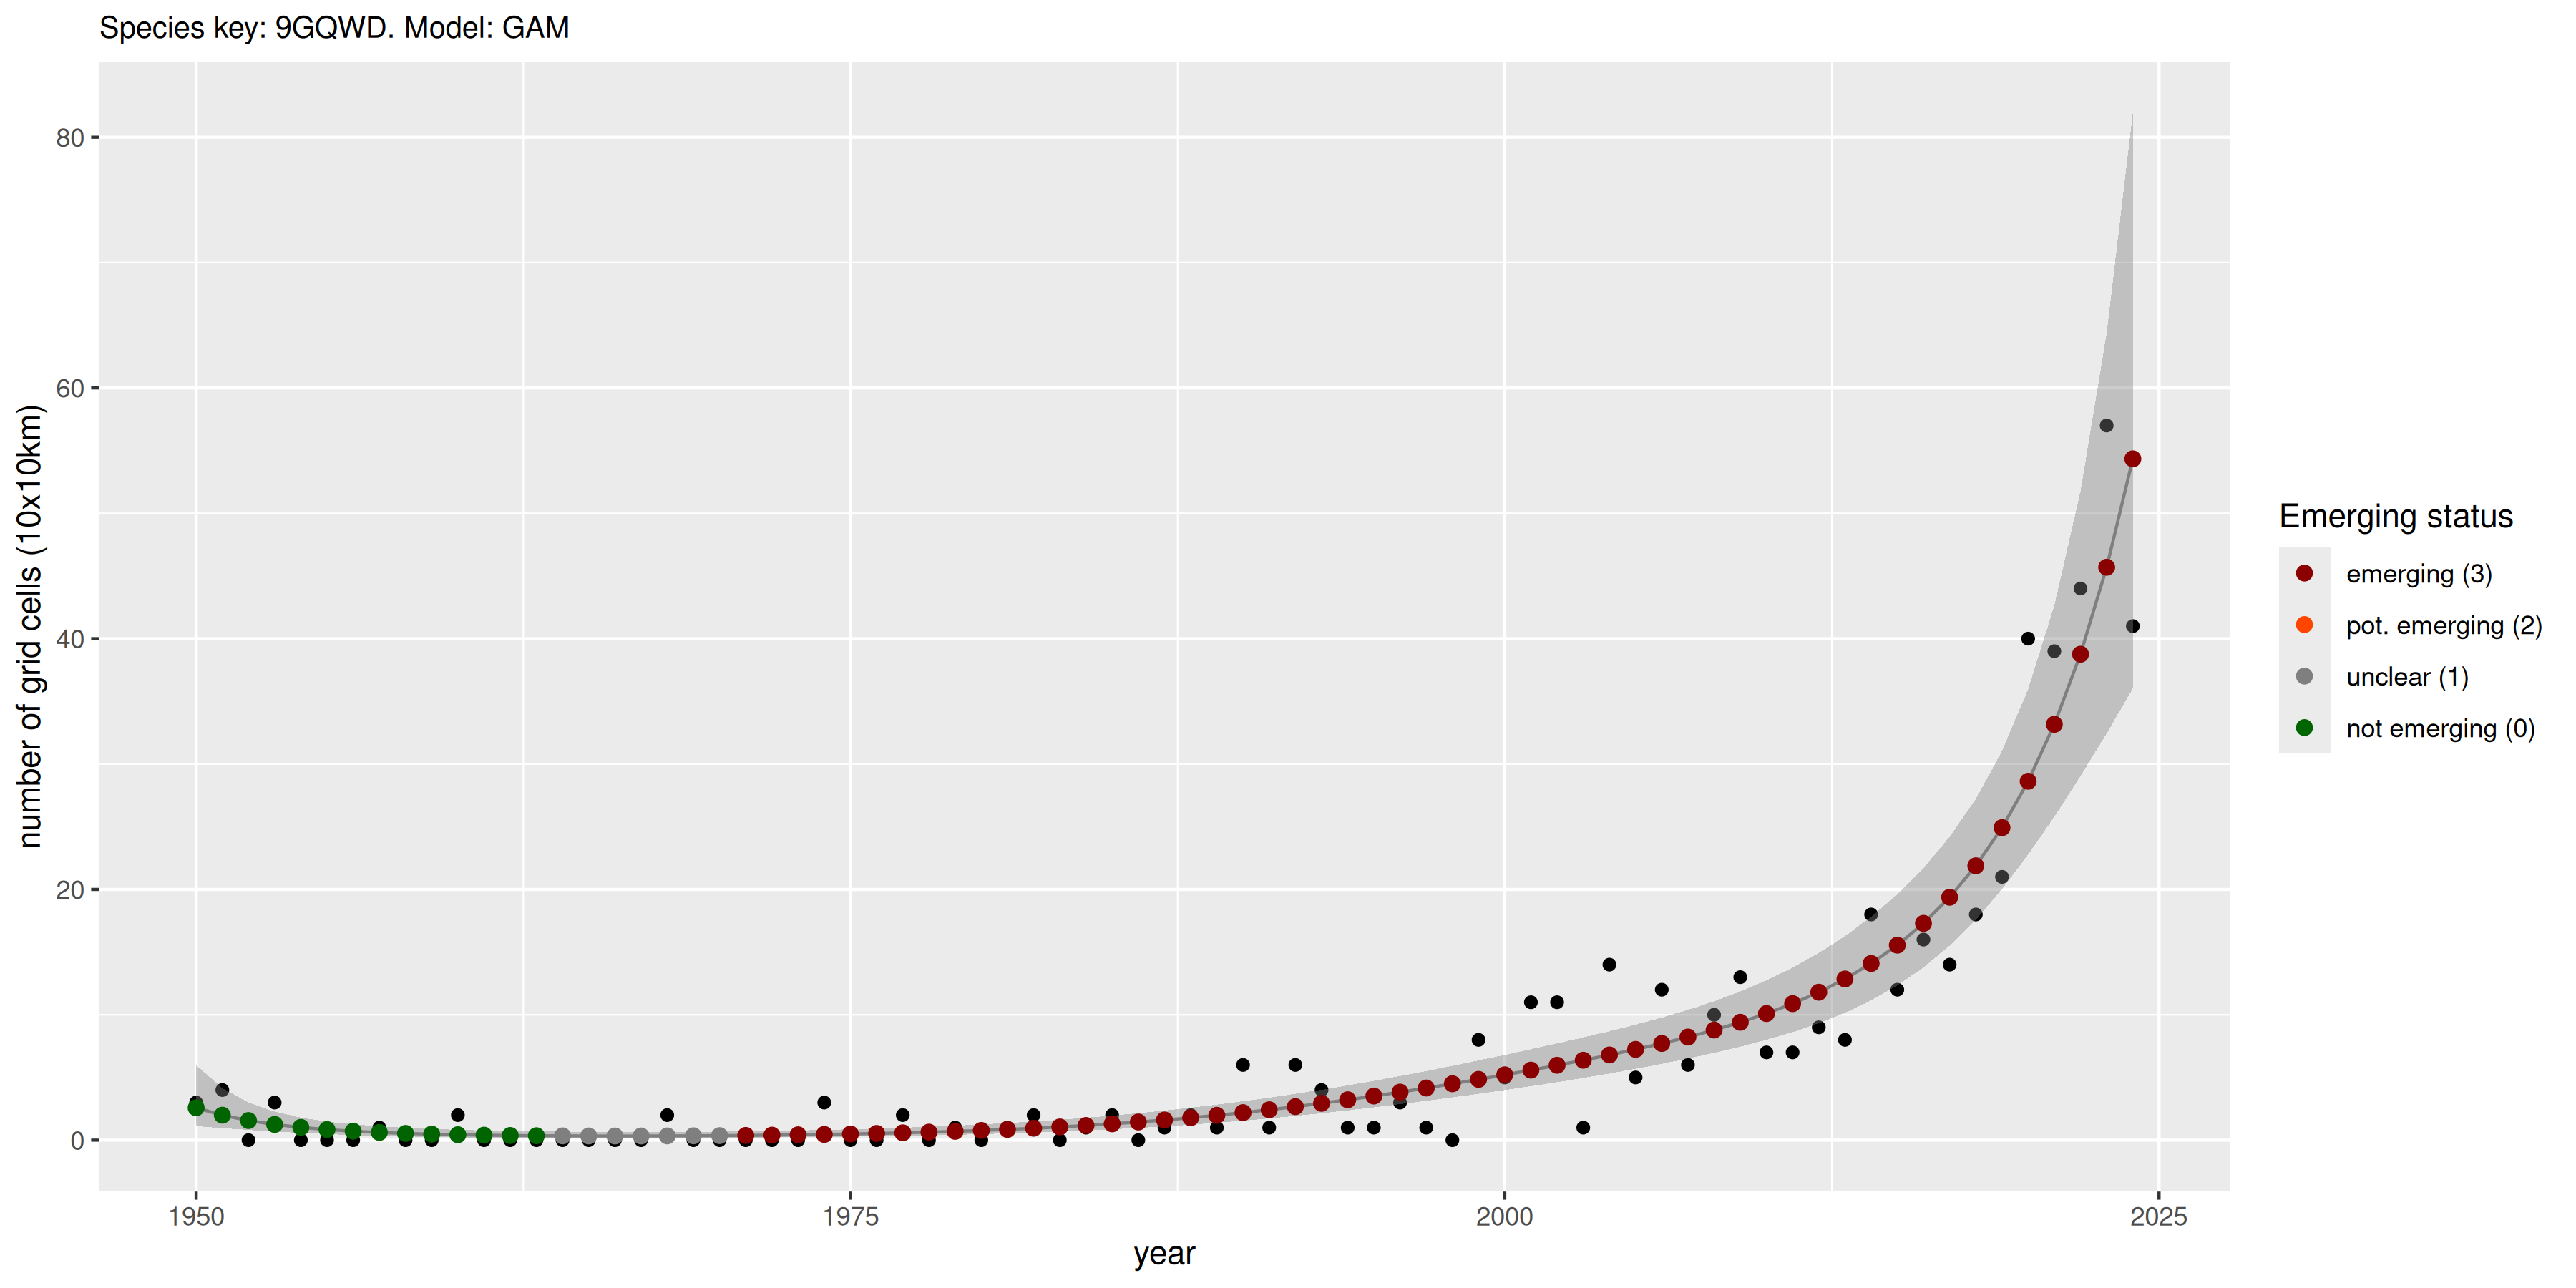 Species key: 9GQWD. Model: GAM
80
60
40
20
0
number of grid cells (10x10km)
1950
1975
2000
2025
year
Emerging status
emerging (3)
pot. emerging (2)
unclear (1)
not emerging (0)